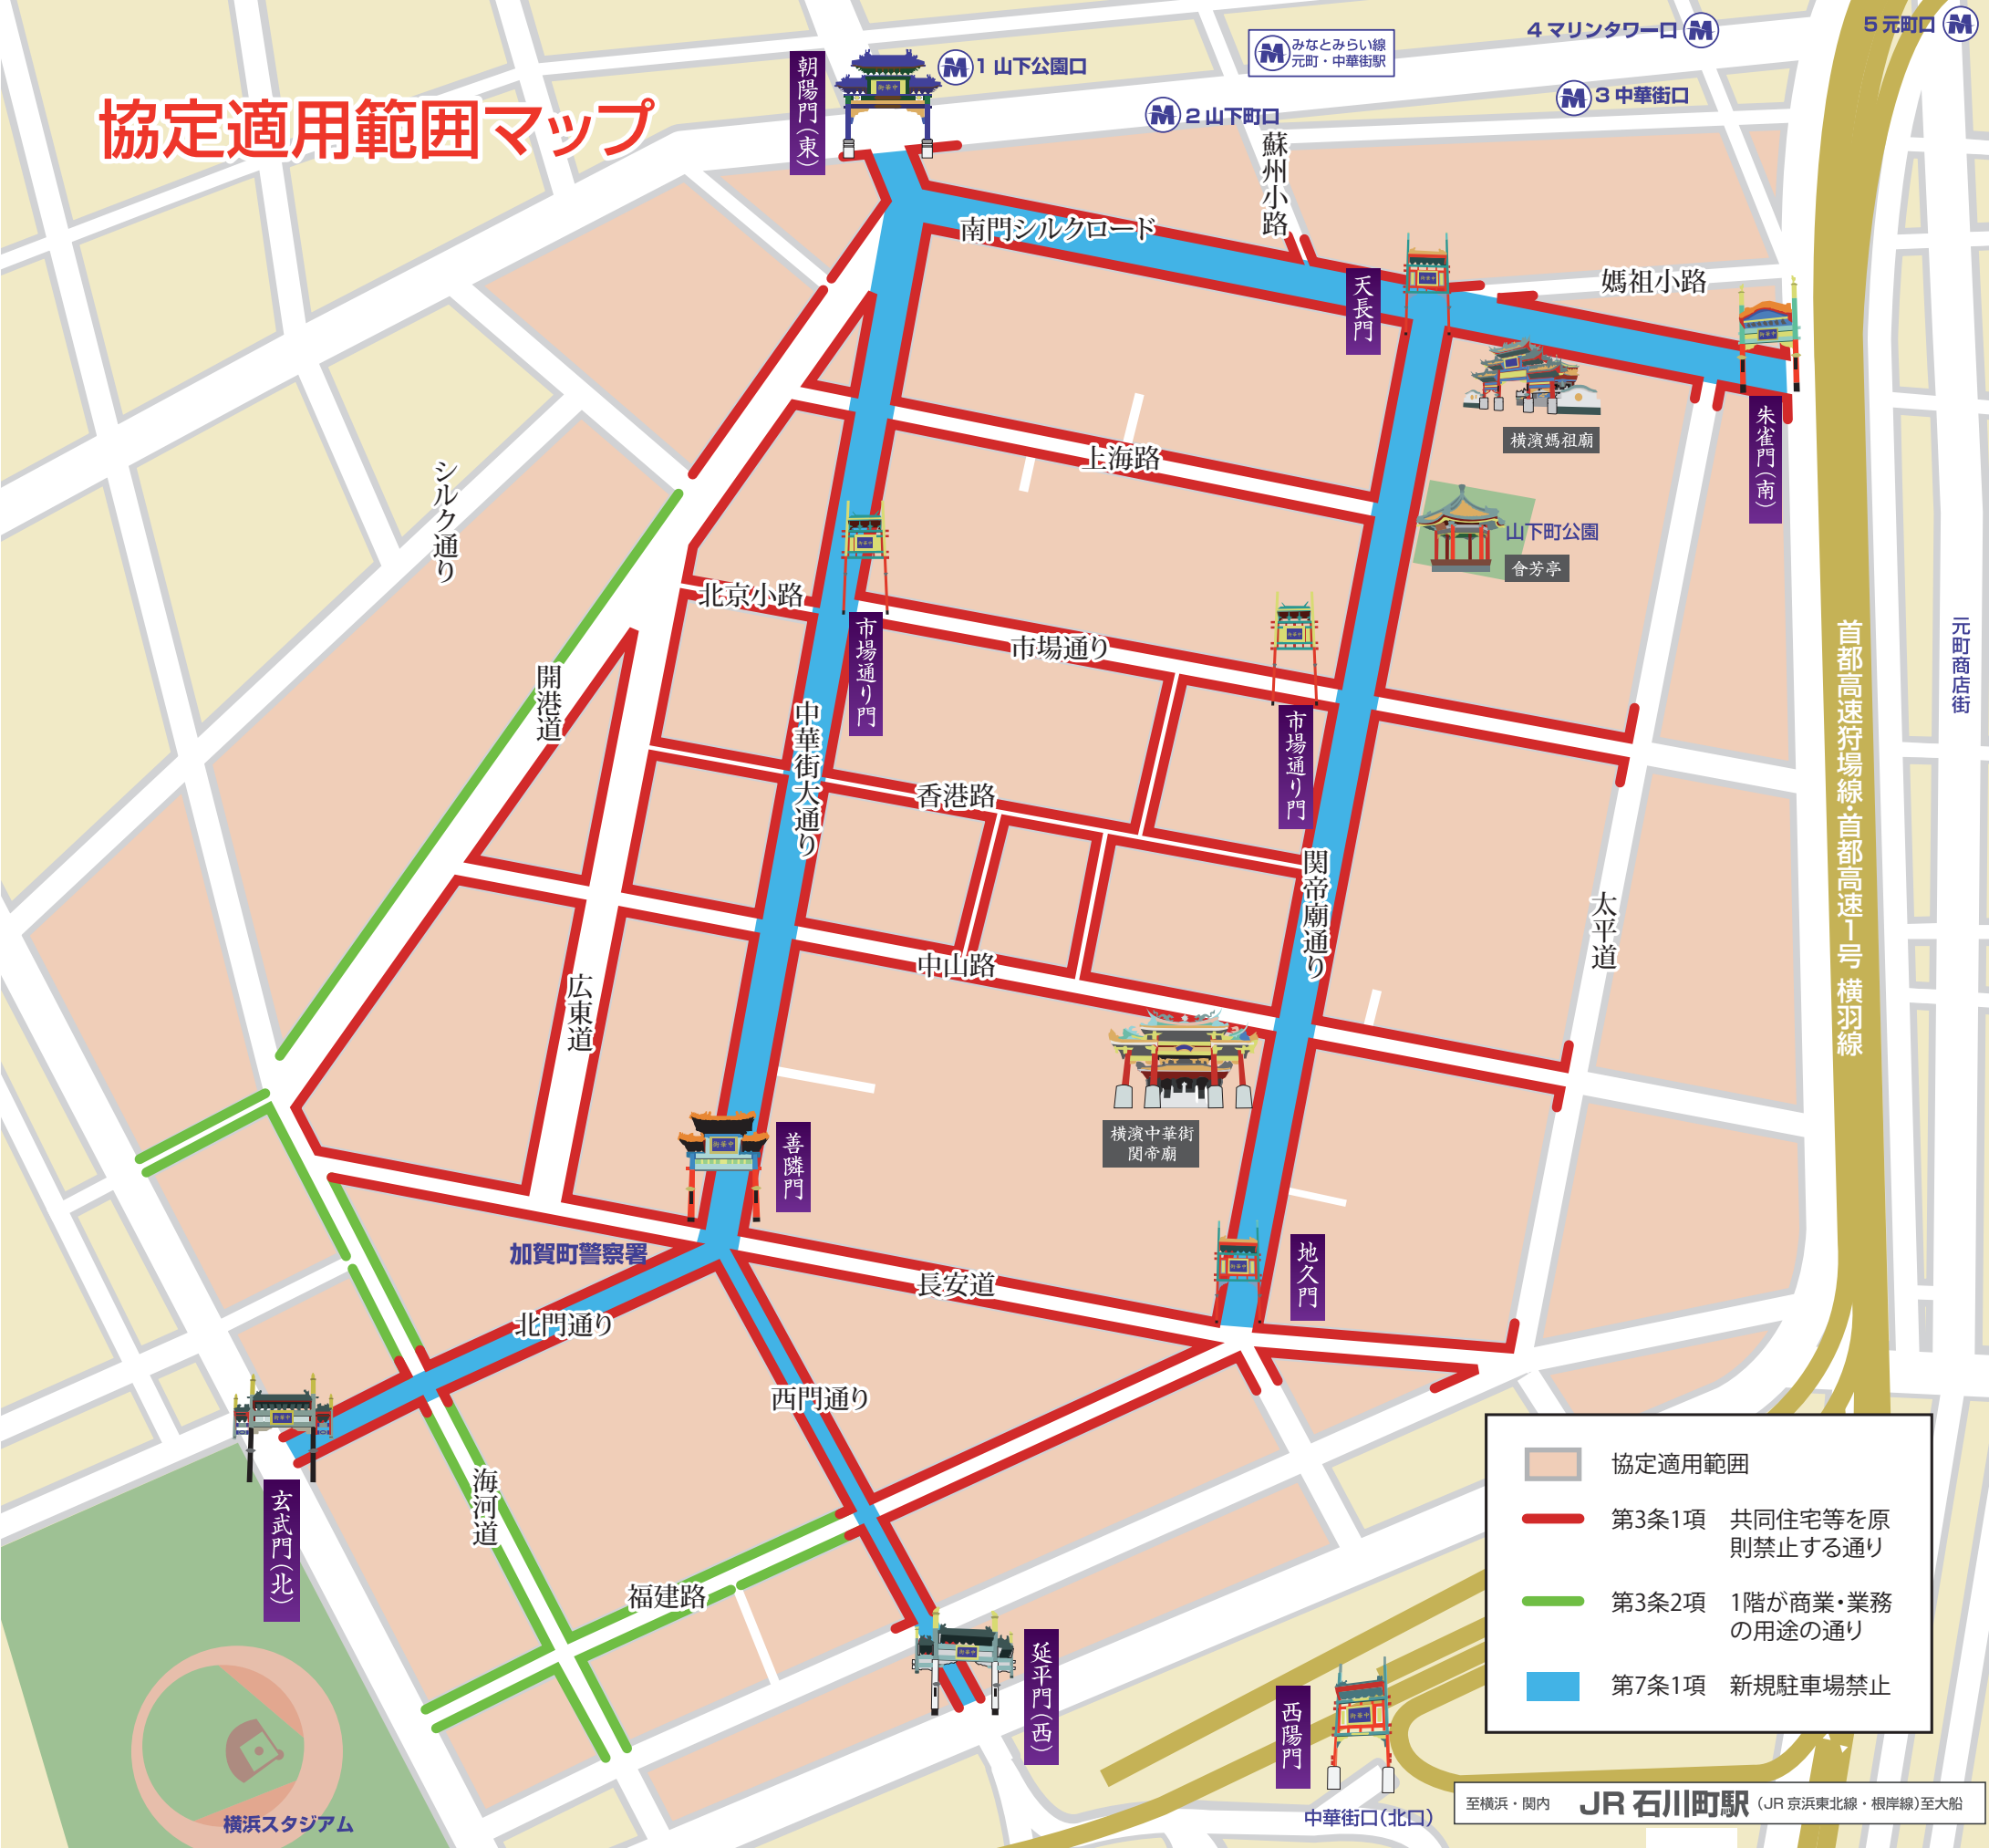 協定適用範囲マップ
朝陽門（東）
1 山下公園口
みなとみらい線
元町・中華街駅
2 山下町口
3 中華街口
4 マリンタワー口
5 元町口
蘇州小路
南門シルクロード
天長門
媽祖小路
朱雀門（南）
横濱媽祖廟
山下町公園
會芳亭
シルク通り
上海路
北京小路
市場通り門
市場通り
市場通り門
開港道
中華街大通り
香港路
関帝廟通り
太平道
首都高速狩場線・首都高速1号 横羽線
元町商店街
広東道
中山路
横濱中華街
関帝廟
善隣門
加賀町警察署
長安道
地久門
北門通り
西門通り
玄武門（北）
海河道
福建路
延平門（西）
西陽門
中華街口（北口）
横浜スタジアム
協定適用範囲
第3条1項 共同住宅等を原
則禁止する通り
第3条2項 1階が商業・業務
の用途の通り
第7条1項 新規駐車場禁止
至横浜・関内 JR 石川町駅（JR 京浜東北線・根岸線）至大船